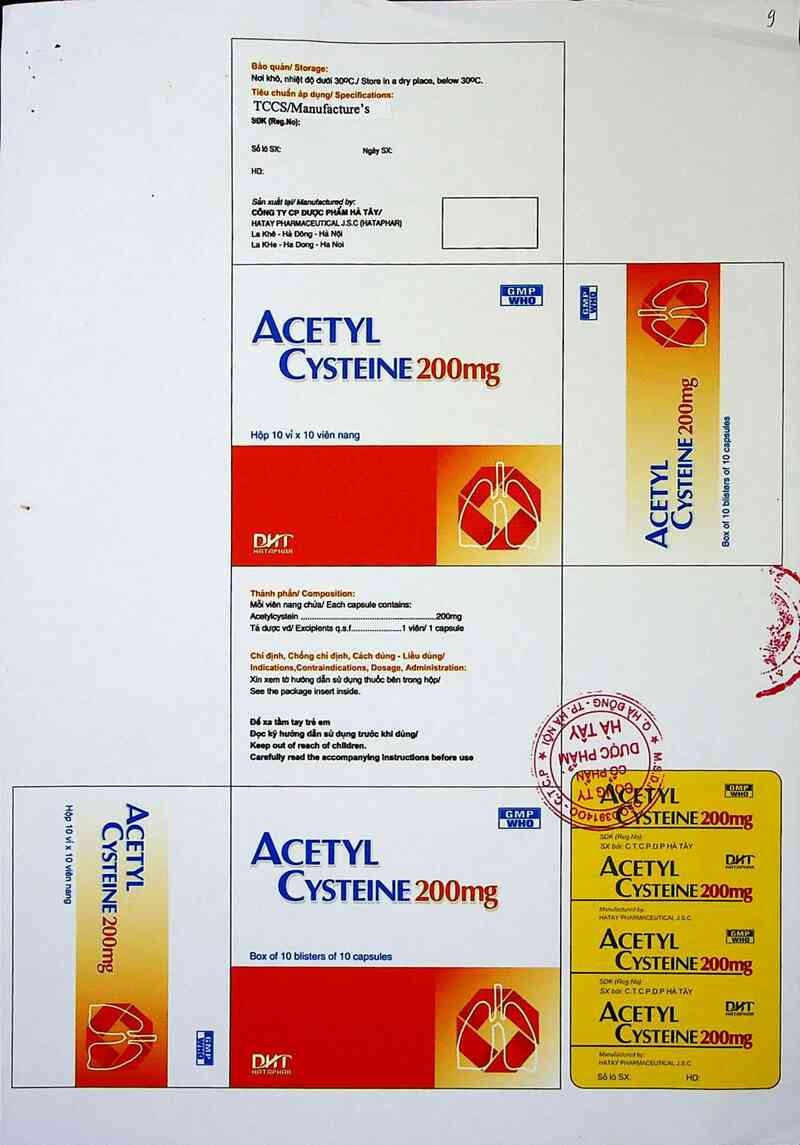 9
Bảo quản/ Storage:
Nơi khô, nhiệt độ dưới 30ºC./ Store in a dry place, below 30ºC.
Tiêu chuẩn áp dụng/ Specifications:
TCCS/Manufacture's
SĐK (Reg.No):
Số lô SX:
Ngày SX:
HD:
Sản xuất tại/ Manufactured by:
CÔNG TY CP DƯỢC PHẨM HÀ TÂY/
HATAY PHARMACEUTICAL J.S.C (HATAPHAR)
La Khê - Hà Đông - Hà Nội
La KHe - Ha Dong - Ha Noi
GMP
WHO
ACETYL
CYSTEINE 200mg
Hộp 10 vỉ x 10 viên nang
DHT
HATAPHAR
GMP
WHO
ACETYL
CYSTEINE 200mg
Box of 10 blisters of 10 capsules
Thành phần/ Composition:
Mỗi viên nang chứa/ Each capsule contains:
Acetylcystein ......................................................200mg
Tá dược vđ/ Excipients q.s.f......................1 viên/ 1 capsule
Chỉ định, Chống chỉ định, Cách dùng - Liều dùng/
Indications,Contraindications, Dosage, Administration:
Xin xem tờ hướng dẫn sử dụng thuốc bên trong hộp/
See the package insert inside.
Để xa tầm tay trẻ em
Đọc kỹ hướng dẫn sử dụng trước khi dùng/
Keep out of reach of children.
Carefully read the accompanying instructions before use
Q. HÀ ĐÔNG - TP. HÀ NỘI
CÔNG TY
CỔ PHẦN
DƯỢC PHẨM
HÀ TÂY
C.T.C.P
ACETYL
CYSTEINE 200mg
Hộp 10 vỉ x 10 viên nang
GMP
WHO
GMP
WHO
ACETYL
CYSTEINE 200mg
Box of 10 blisters of 10 capsules
DHT
HATAPHAR
ACETYL
GMP
WHO
CYSTEINE 200mg
SDK (Reg.No)
SX bởi: C.T.C.P.D.P HÀ TÂY
ACETYL
DHT
HATAPHAR
CYSTEINE 200mg
Manufactured by:
HATAY PHARMACEUTICAL J.S.C
ACETYL
GMP
WHO
CYSTEINE 200mg
SDK (Reg.No)
SX bởi: C.T.C.P.D.P HÀ TÂY
ACETYL
DHT
HATAPHAR
CYSTEINE 200mg
Manufactured by:
HATAY PHARMACEUTICAL J.S.C
Số lô SX:
HD: